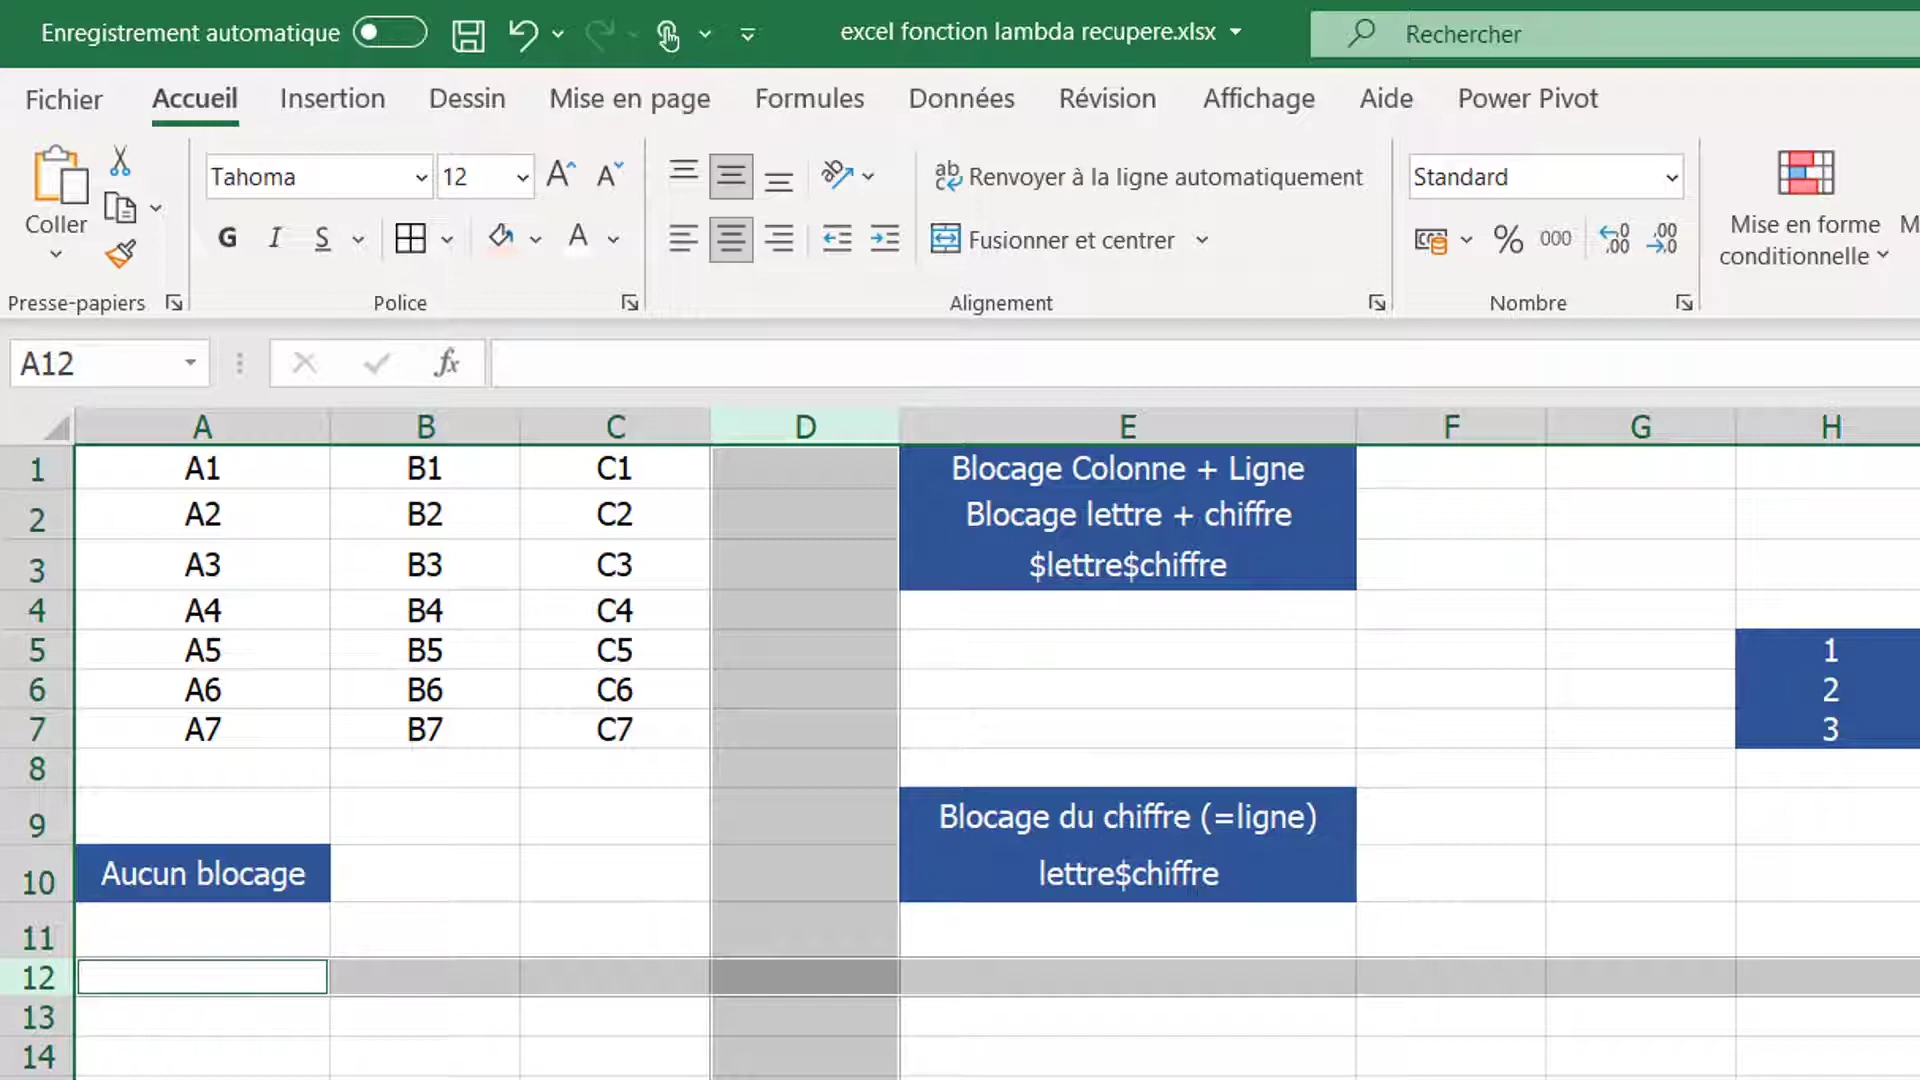 Enregistrement automatique
excel fonction lambda recupere.xlsx
Rechercher
Fichier Accueil Insertion Dessin Mise en page Formules Données Révision Affichage Aide Power Pivot
Coller
Presse-papiers
Tahoma 12
G I S A
Police
Renvoyer à la ligne automatiquement
Fusionner et centrer
Alignement
Standard
% 000
Nombre
Mise en forme
conditionnelle
A12
fx
A B C D E F G H
1 A1 B1 C1 Blocage Colonne + Ligne
2 A2 B2 C2 Blocage lettre + chiffre
3 A3 B3 C3 $lettre$chiffre
4 A4 B4 C4
5 A5 B5 C5 1
6 A6 B6 C6 2
7 A7 B7 C7 3
8
9 Blocage du chiffre (=ligne)
10 Aucun blocage lettre$chiffre
11
12
13
14